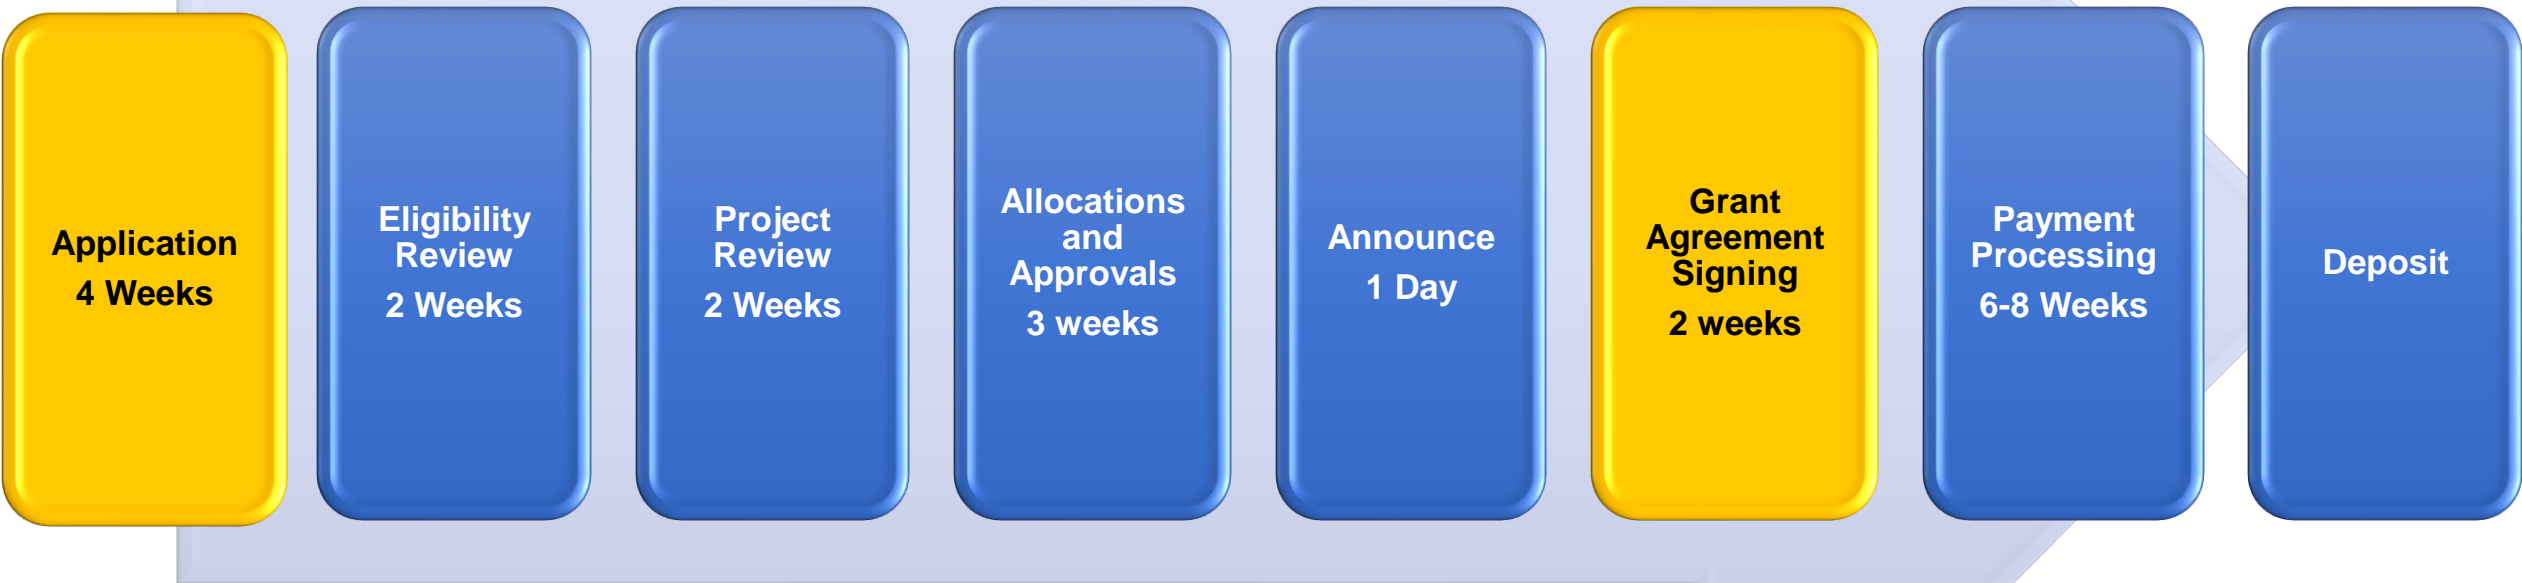 Application
4 Weeks
Eligibility
Review
2 Weeks
Project
Review
2 Weeks
Allocations
and
Approvals
3 weeks
Announce
1 Day
Grant
Agreement
Signing
2 weeks
Payment
Processing
6-8 Weeks
Deposit